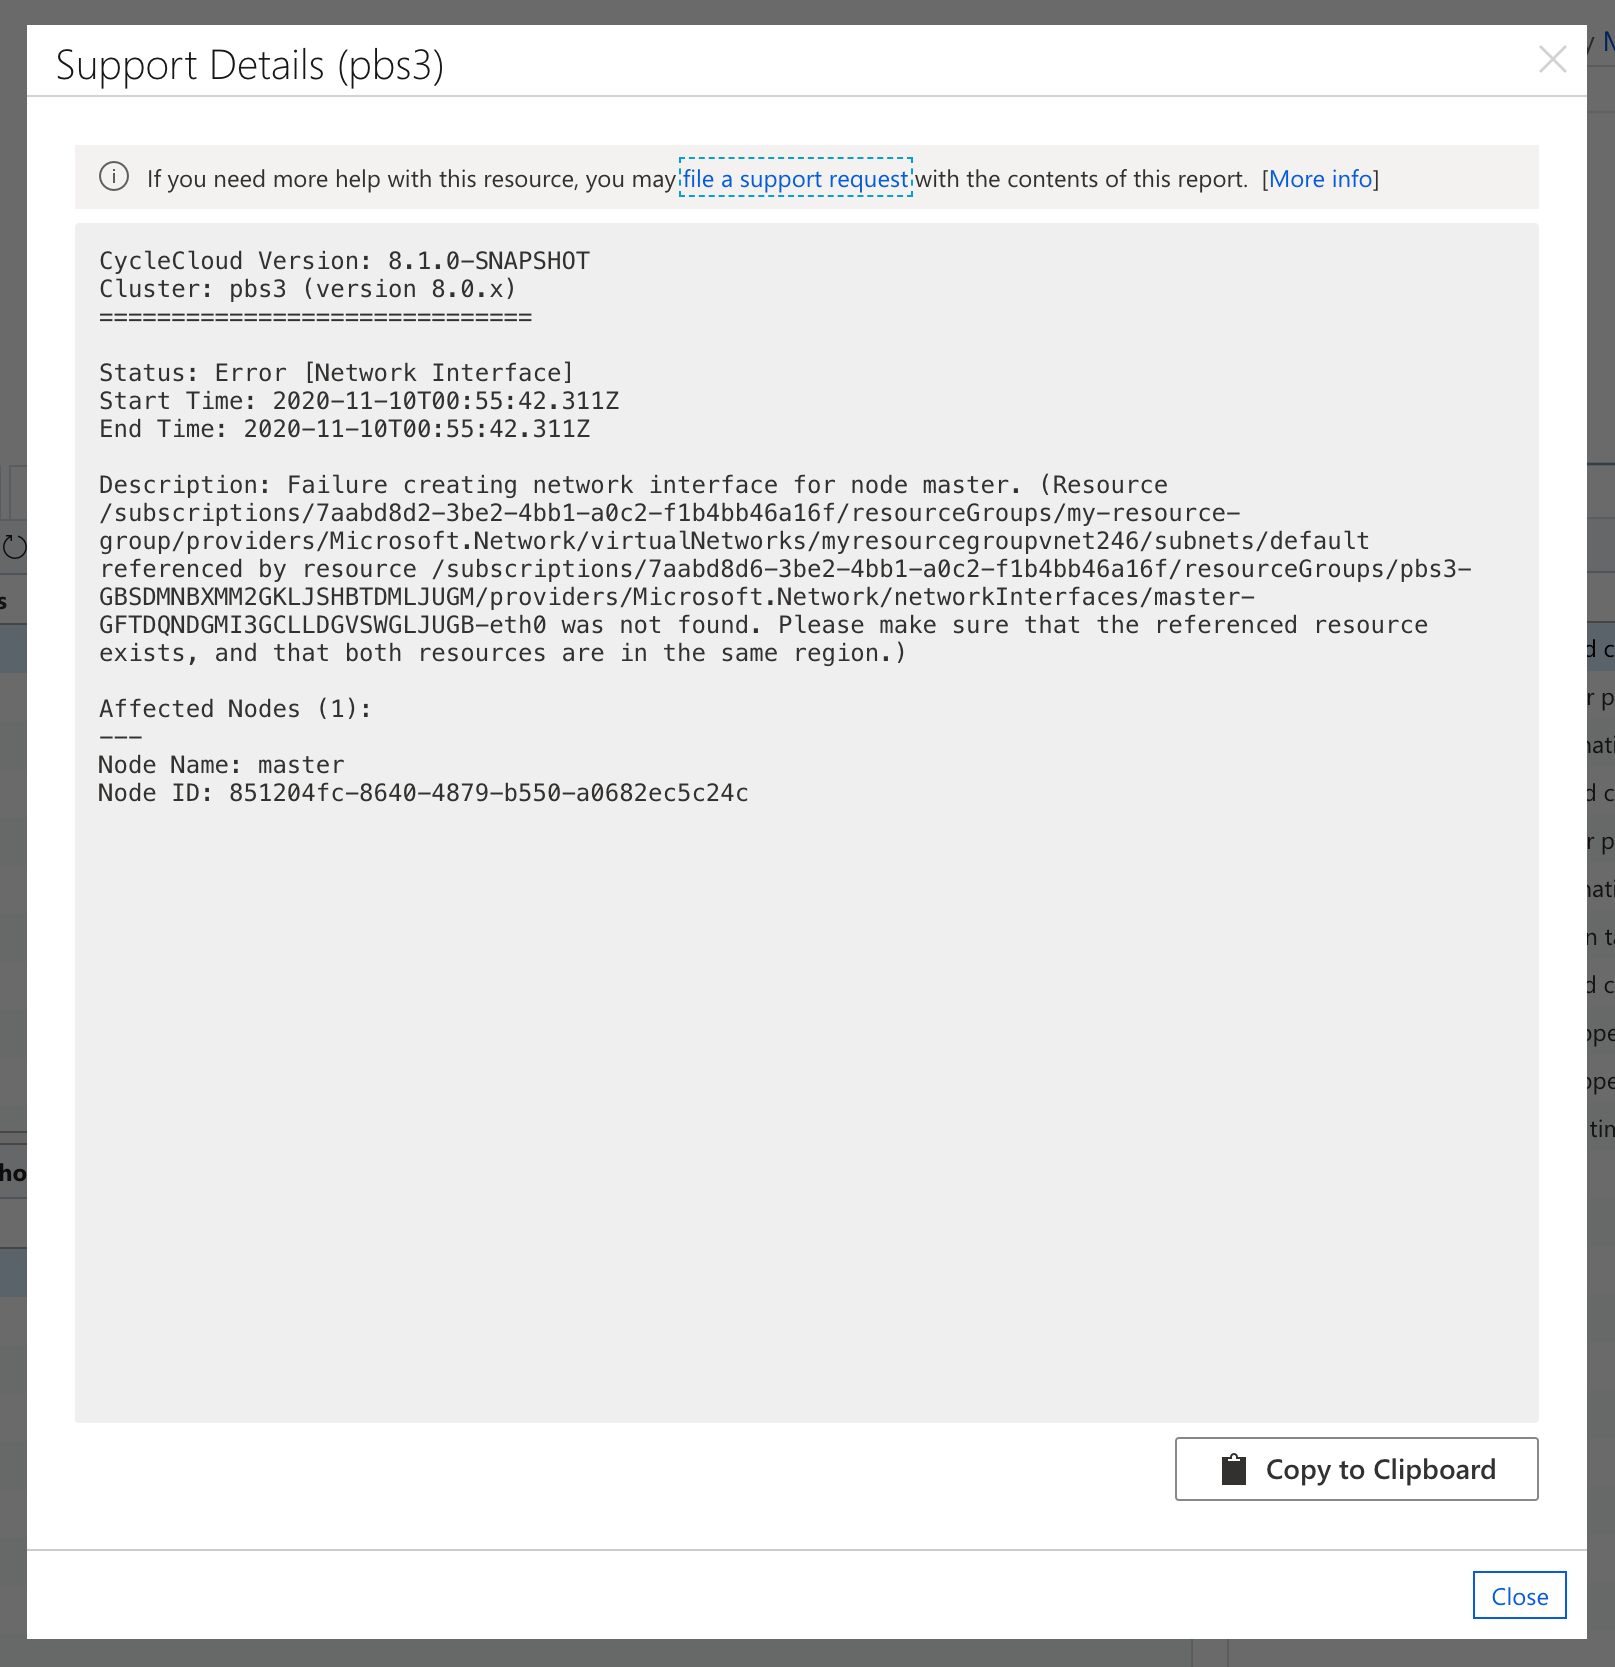 Support Details (pbs3)
If you need more help with this resource, you may file a support request with the contents of this report. [More info]
CycleCloud Version: 8.1.0-SNAPSHOT
Cluster: pbs3 (version 8.0.x)
==============================
Status: Error [Network Interface]
Start Time: 2020-11-10T00:55:42.311Z
End Time: 2020-11-10T00:55:42.311Z
Description: Failure creating network interface for node master. (Resource
/subscriptions/7aabd8d2-3be2-4bb1-a0c2-f1b4bb46a16f/resourceGroups/my-resource-
group/providers/Microsoft.Network/virtualNetworks/myresourcegroupvnet246/subnets/default
referenced by resource /subscriptions/7aabd8d6-3be2-4bb1-a0c2-f1b4bb46a16f/resourceGroups/pbs3-
GBSDMNBXMM2GKLJSHBTDMLJUGM/providers/Microsoft.Network/networkInterfaces/master-
GFTDQNDGMI3GCLLDGVSWGLJUGB-eth0 was not found. Please make sure that the referenced resource
exists, and that both resources are in the same region.)
Affected Nodes (1):
---
Node Name: master
Node ID: 851204fc-8640-4879-b550-a0682ec5c24c
Copy to Clipboard
Close